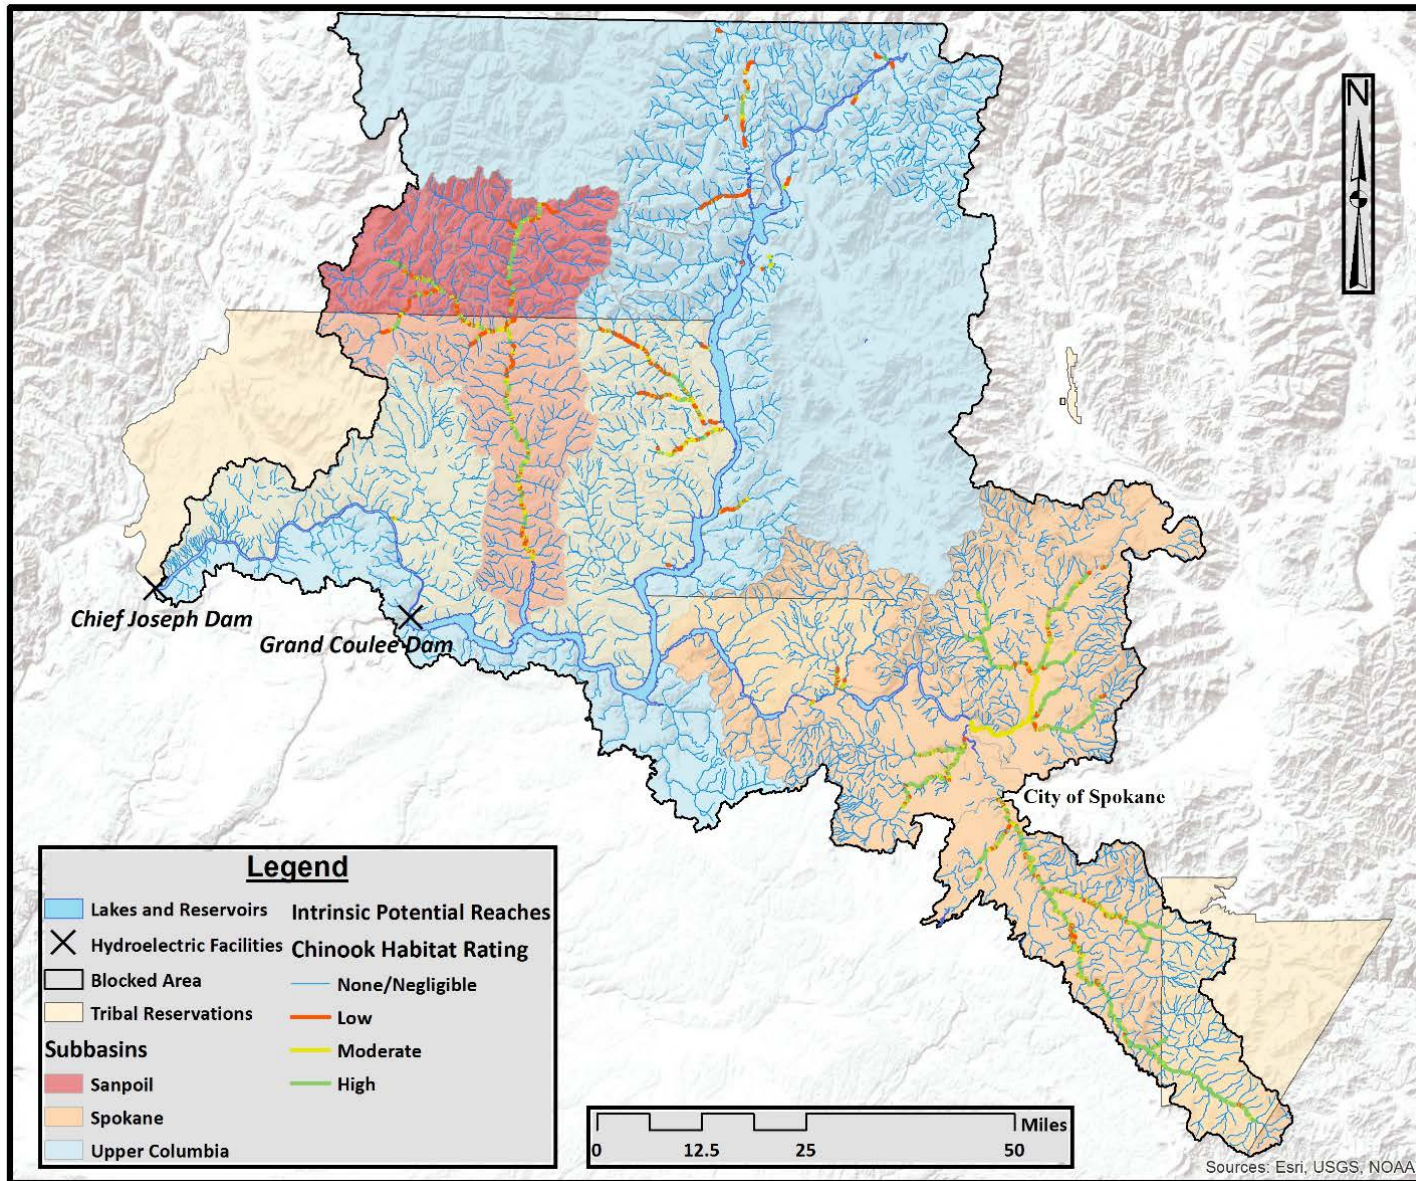 N
Chief Joseph Dam
Grand Coulee Dam
City of Spokane
Legend
Lakes and Reservoirs
Hydroelectric Facilities
Blocked Area
Tribal Reservations
Subbasins
Sanpoil
Spokane
Upper Columbia
Intrinsic Potential Reaches
Chinook Habitat Rating
None/Negligible
Low
Moderate
High
Miles
0 12.5 25 50
Sources: Esri, USGS, NOAA